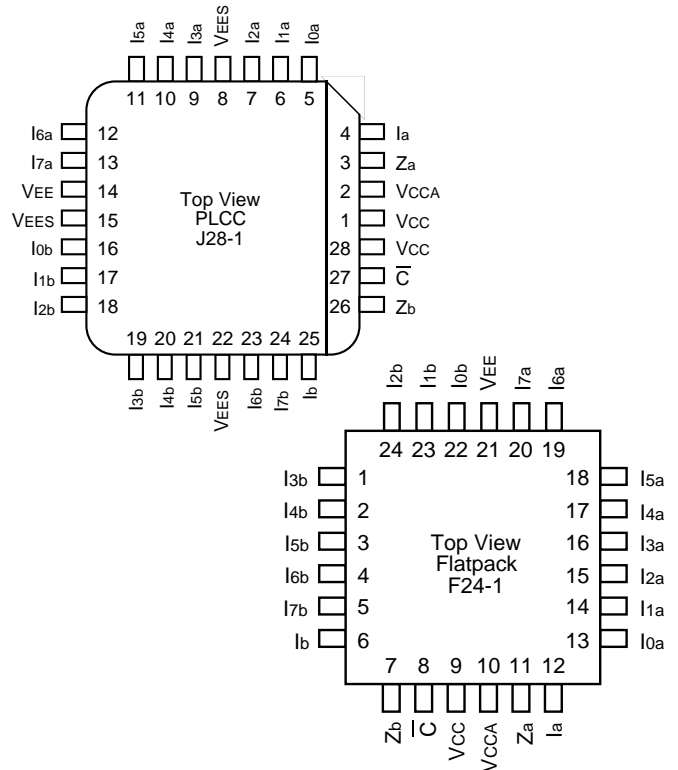 I5a I4a I3a VEES I2a I1a I0a
11 10 9 8 7 6 5
I6a 12 4 Ia
I7a 13 3 Za
VEE 14 2 VCCA
VEES 15 1 VCC
I0b 16 28 VCC
I1b 17 27 C̅
I2b 18 26 Zb
Top View
PLCC
J28-1
19 20 21 22 23 24 25
I3b I4b I5b VEES I6b I7b Ib
I2b I1b I0b VEE I7a I6a
24 23 22 21 20 19
I3b 1 18 I5a
I4b 2 17 I4a
I5b 3 16 I3a
I6b 4 15 I2a
I7b 5 14 I1a
Ib 6 13 I0a
Top View
Flatpack
F24-1
7 8 9 10 11 12
Zb C̅ VCC VCCA Za Ia